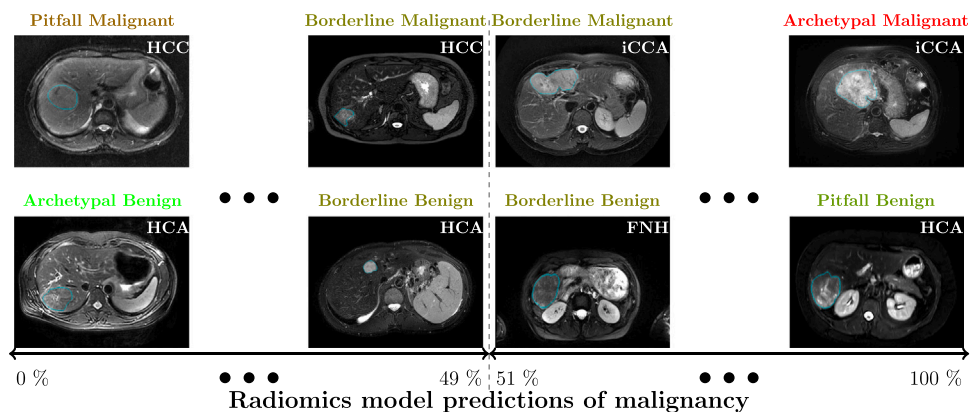 Pitfall Malignant Borderline Malignant Borderline Malignant Archetypal Malignant
HCC HCC iCCA iCCA
Archetypal Benign Borderline Benign Borderline Benign Pitfall Benign
HCA HCA FNH HCA
0 % 49 % 51 % 100 %
Radiomics model predictions of malignancy